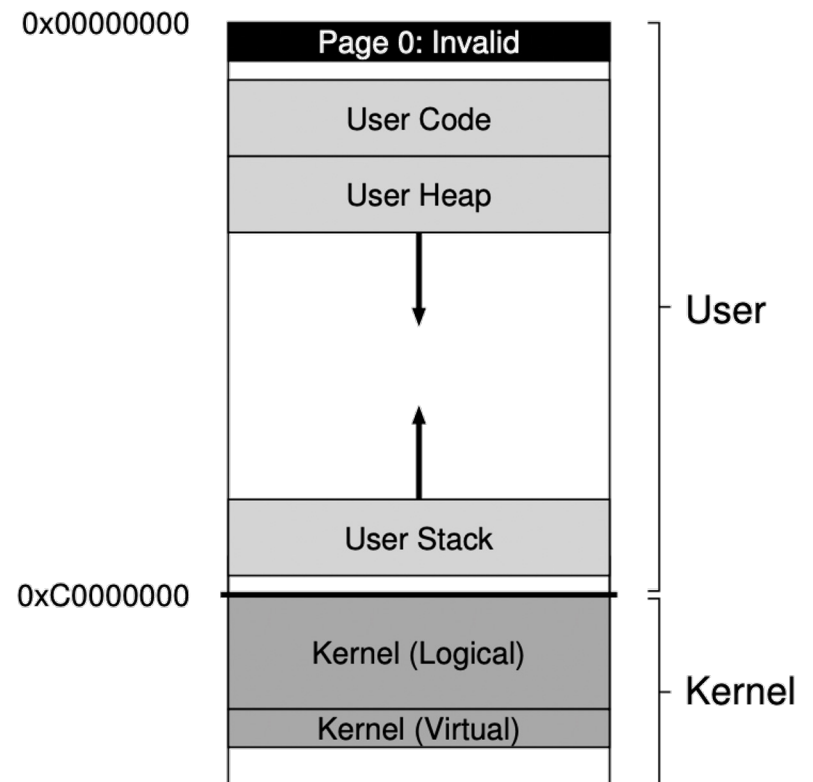 0x00000000
Page 0: Invalid
User Code
User Heap
User
User Stack
0xC0000000
Kernel (Logical)
Kernel
Kernel (Virtual)